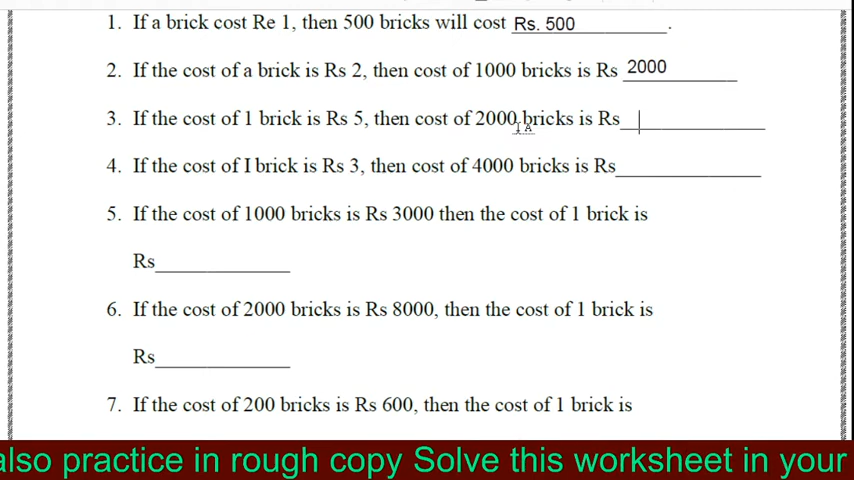 1. If a brick cost Re 1, then 500 bricks will cost Rs. 500.
2. If the cost of a brick is Rs 2, then cost of 1000 bricks is Rs 2000
3. If the cost of 1 brick is Rs 5, then cost of 2000 bricks is Rs
4. If the cost of I brick is Rs 3, then cost of 4000 bricks is Rs
5. If the cost of 1000 bricks is Rs 3000 then the cost of 1 brick is
Rs
6. If the cost of 2000 bricks is Rs 8000, then the cost of 1 brick is
Rs
7. If the cost of 200 bricks is Rs 600, then the cost of 1 brick is
also practice in rough copy Solve this worksheet in your